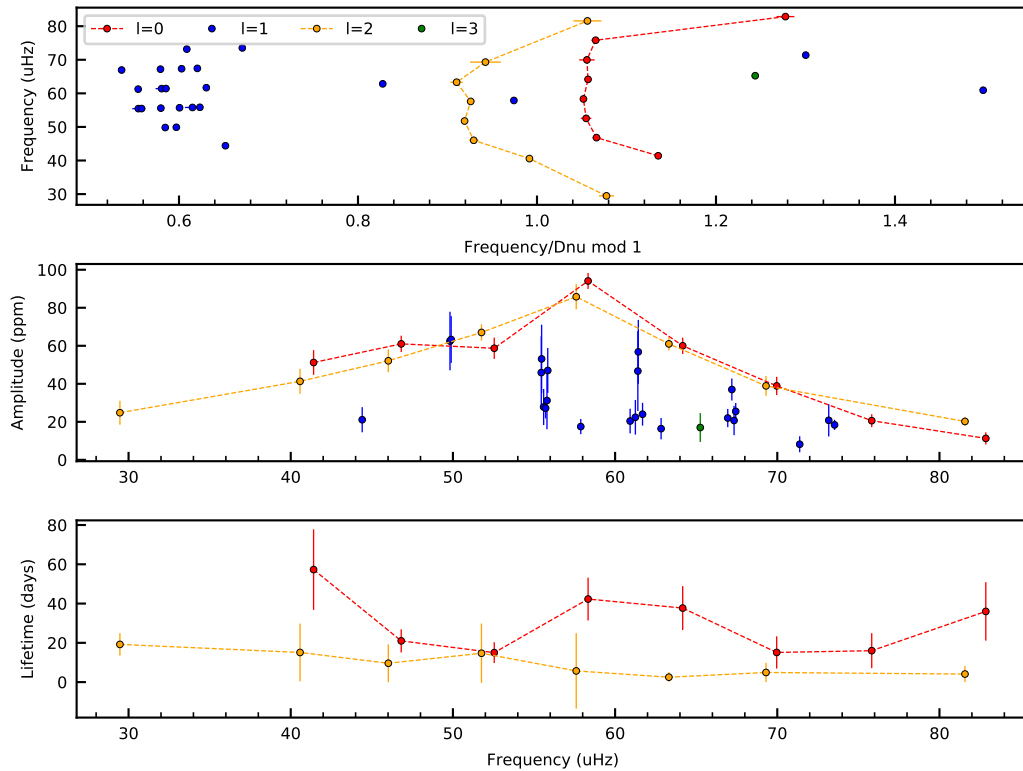 l=0 l=1 l=2 l=3
Frequency (uHz)
80
70
60
50
40
30
0.6 0.8 1.0 1.2 1.4
Frequency/Dnu mod 1
Amplitude (ppm)
100
80
60
40
20
0
30 40 50 60 70 80
Lifetime (days)
80
60
40
20
0
30 40 50 60 70 80
Frequency (uHz)